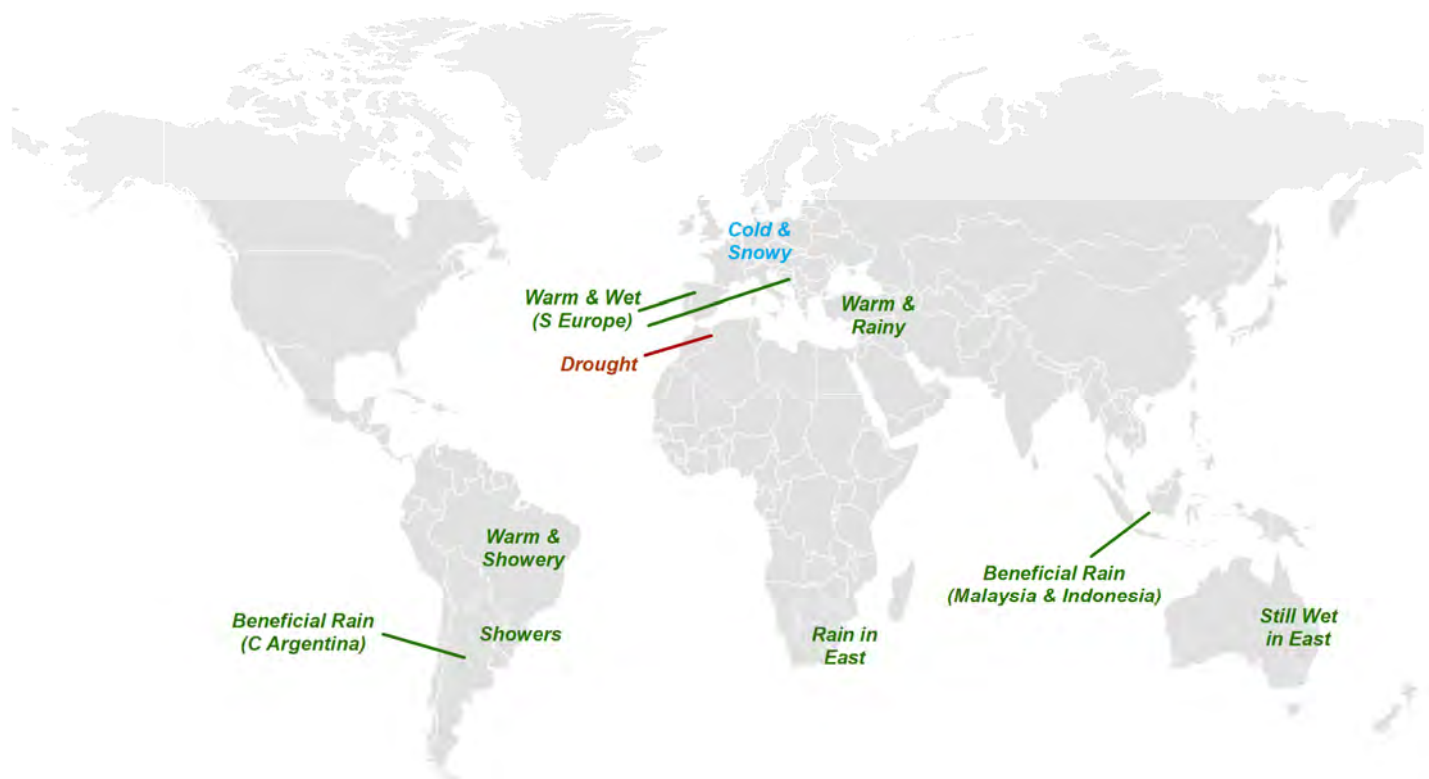 Cold &
Snowy
Warm & Wet
(S Europe)
Warm &
Rainy
Drought
Warm &
Showery
Beneficial Rain
(Malaysia & Indonesia)
Beneficial Rain
(C Argentina)
Showers
Rain in
East
Still Wet
in East